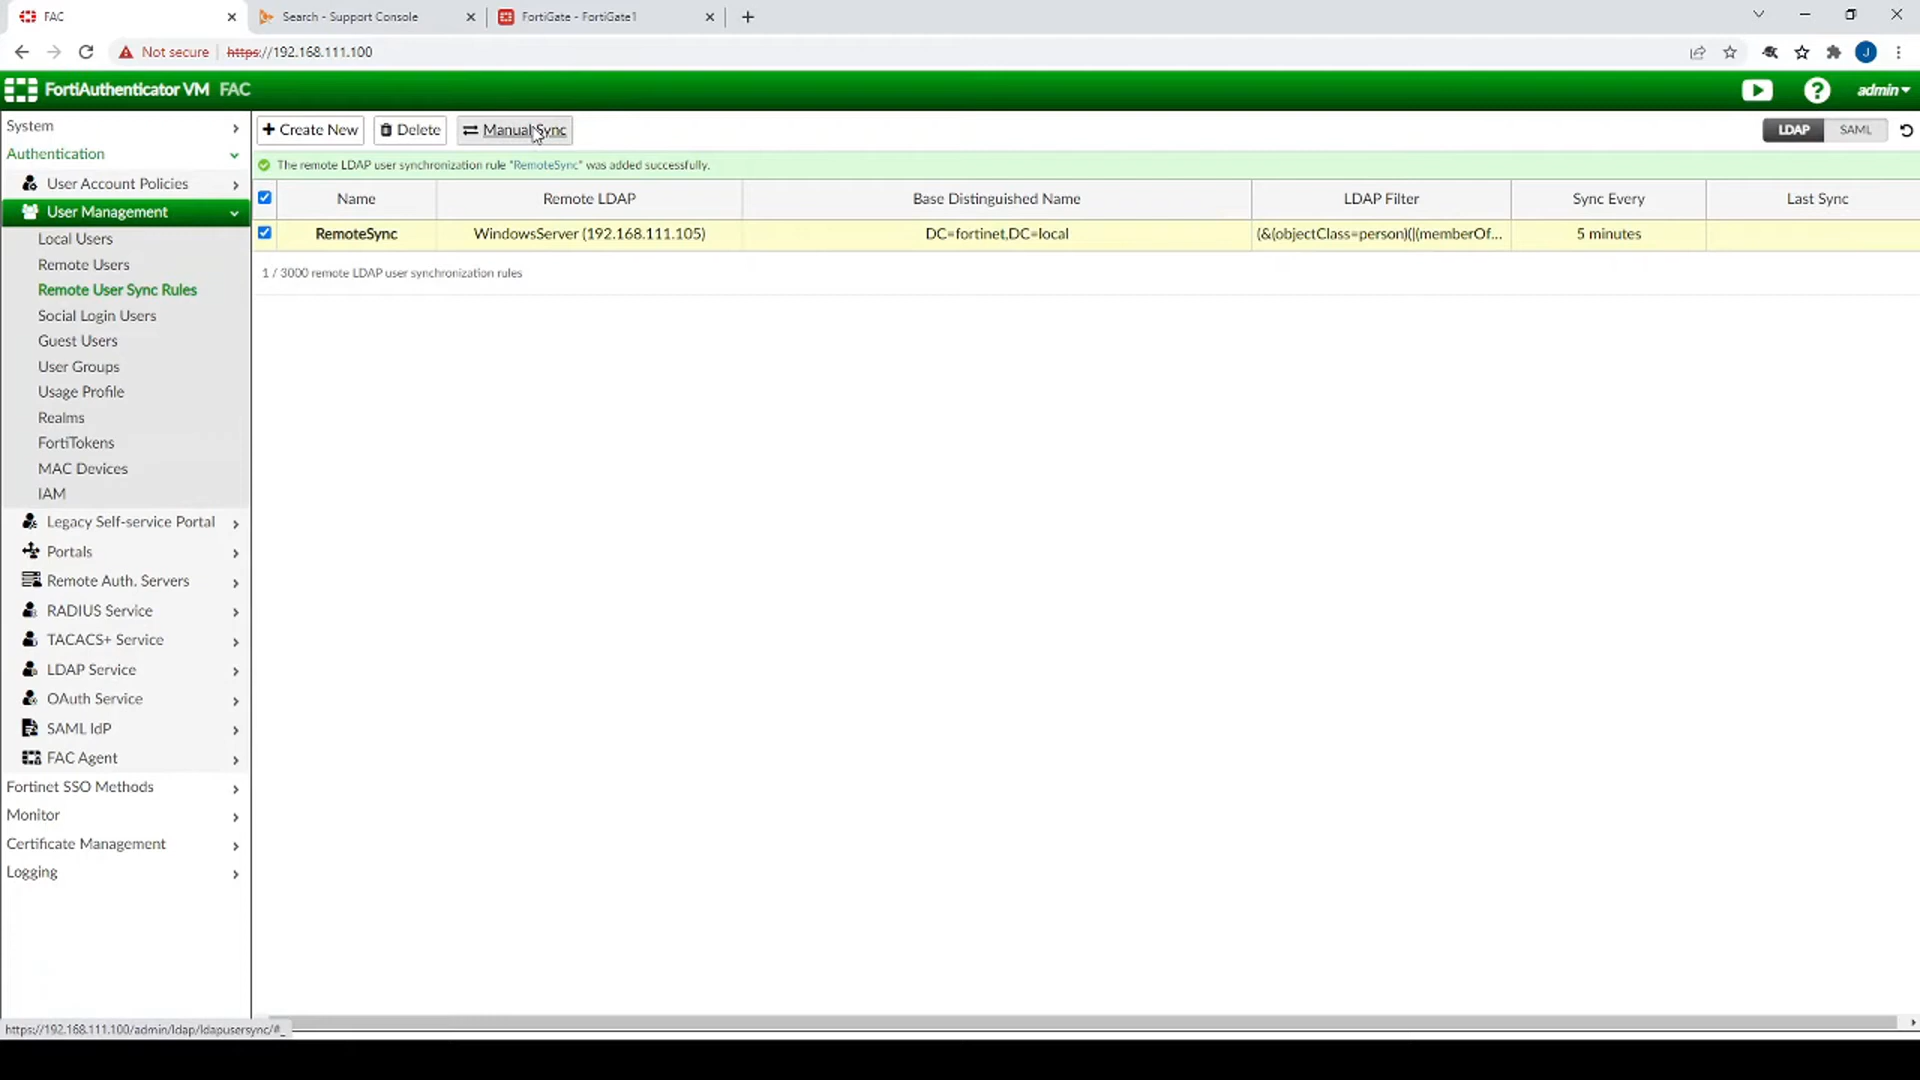 FAC
Search - Support Console
FortiGate - FortiGate1
Not secure
https://192.168.111.100
J
FortiAuthenticator VM FAC
admin
System
Authentication
User Account Policies
User Management
Local Users
Remote Users
Remote User Sync Rules
Social Login Users
Guest Users
User Groups
Usage Profile
Realms
FortiTokens
MAC Devices
IAM
Legacy Self-service Portal
Portals
Remote Auth. Servers
RADIUS Service
TACACS+ Service
LDAP Service
OAuth Service
SAML IdP
FAC Agent
Fortinet SSO Methods
Monitor
Certificate Management
Logging
Create New Delete Manual Sync
LDAP SAML
The remote LDAP user synchronization rule "RemoteSync" was added successfully.
Name Remote LDAP Base Distinguished Name LDAP Filter Sync Every Last Sync
RemoteSync WindowsServer (192.168.111.105) DC=fortinet,DC=local (&(objectClass=person)(|(memberOf... 5 minutes
1 / 3000 remote LDAP user synchronization rules
https://192.168.111.100/admin/ldap/ldapusersync/#_